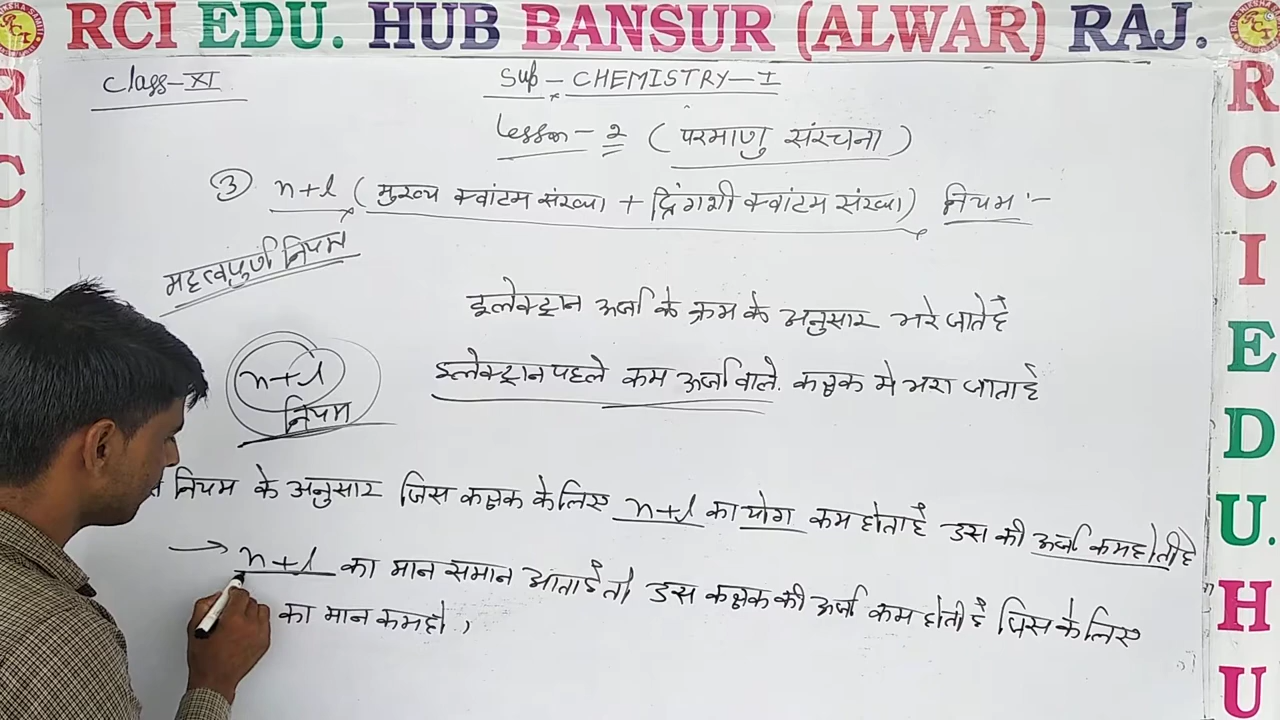 RCI EDU. HUB BANSUR (ALWAR) RAJ.
Class-XI
Sub - CHEMISTRY - I
Lesson - 2 (परमाणु संरचना)
③ n+l (मुख्य क्वांटम संख्या + द्विंगशी क्वांटम संख्या) नियम :-
महत्वपुर्ण नियम
इलेक्ट्रान ऊर्जा के क्रम के अनुसार भरे जाते है
n+l
नियम
इलेक्ट्रान पहले कम ऊर्जा वाले. कक्षक मे भरा जाता है
नियम के अनुसार जिस कक्षक के लिए n+l का योग कम होता है उस की ऊर्जा कम होती है
→ n+l का मान समान आता है तो उस कक्षक की ऊर्जा कम होती है जिस के लिए
का मान कम हो,
R
C
I
R
C
I
E
D
U.
H
U